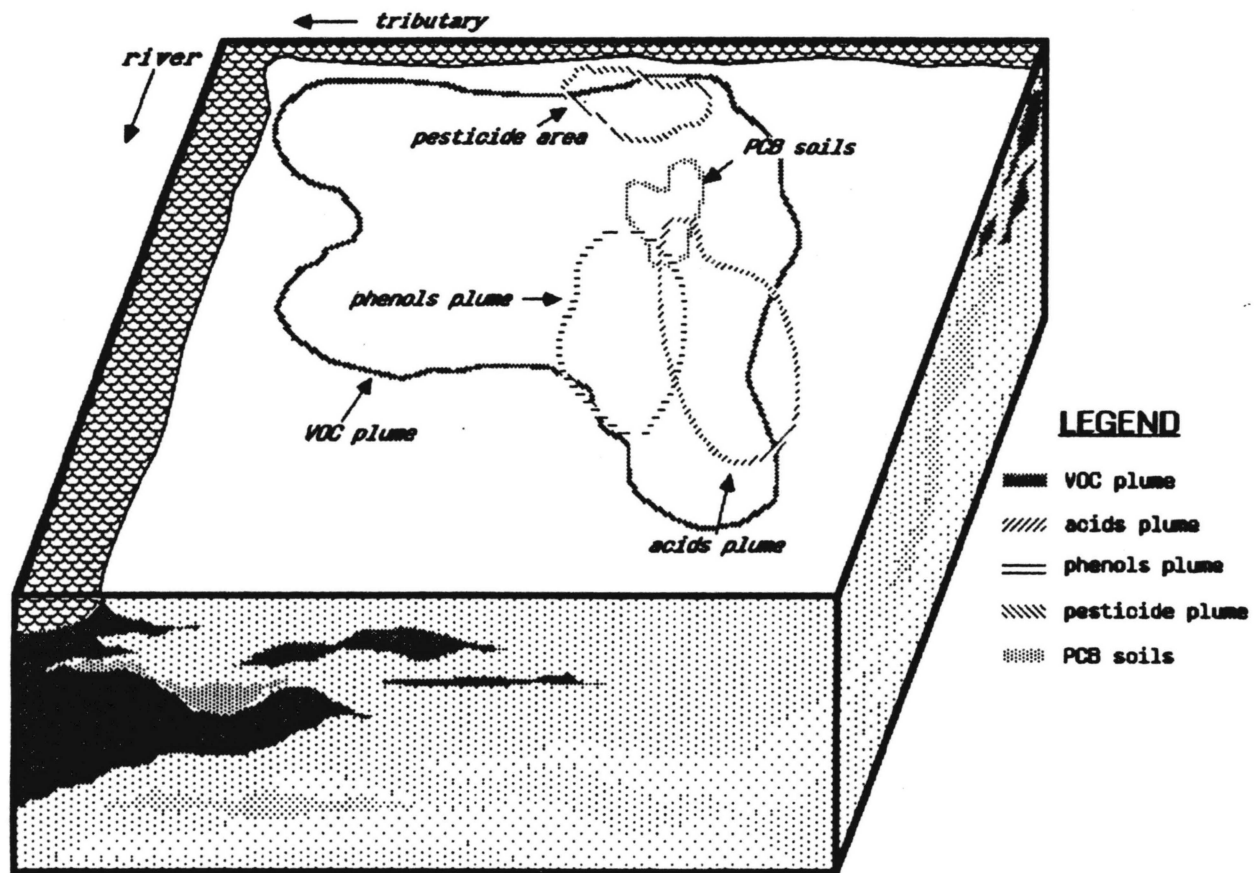 tributary
river
pesticide area
PCB soils
phenols plume
VOC plume
acids plume
LEGEND
VOC plume
acids plume
phenols plume
pesticide plume
PCB soils